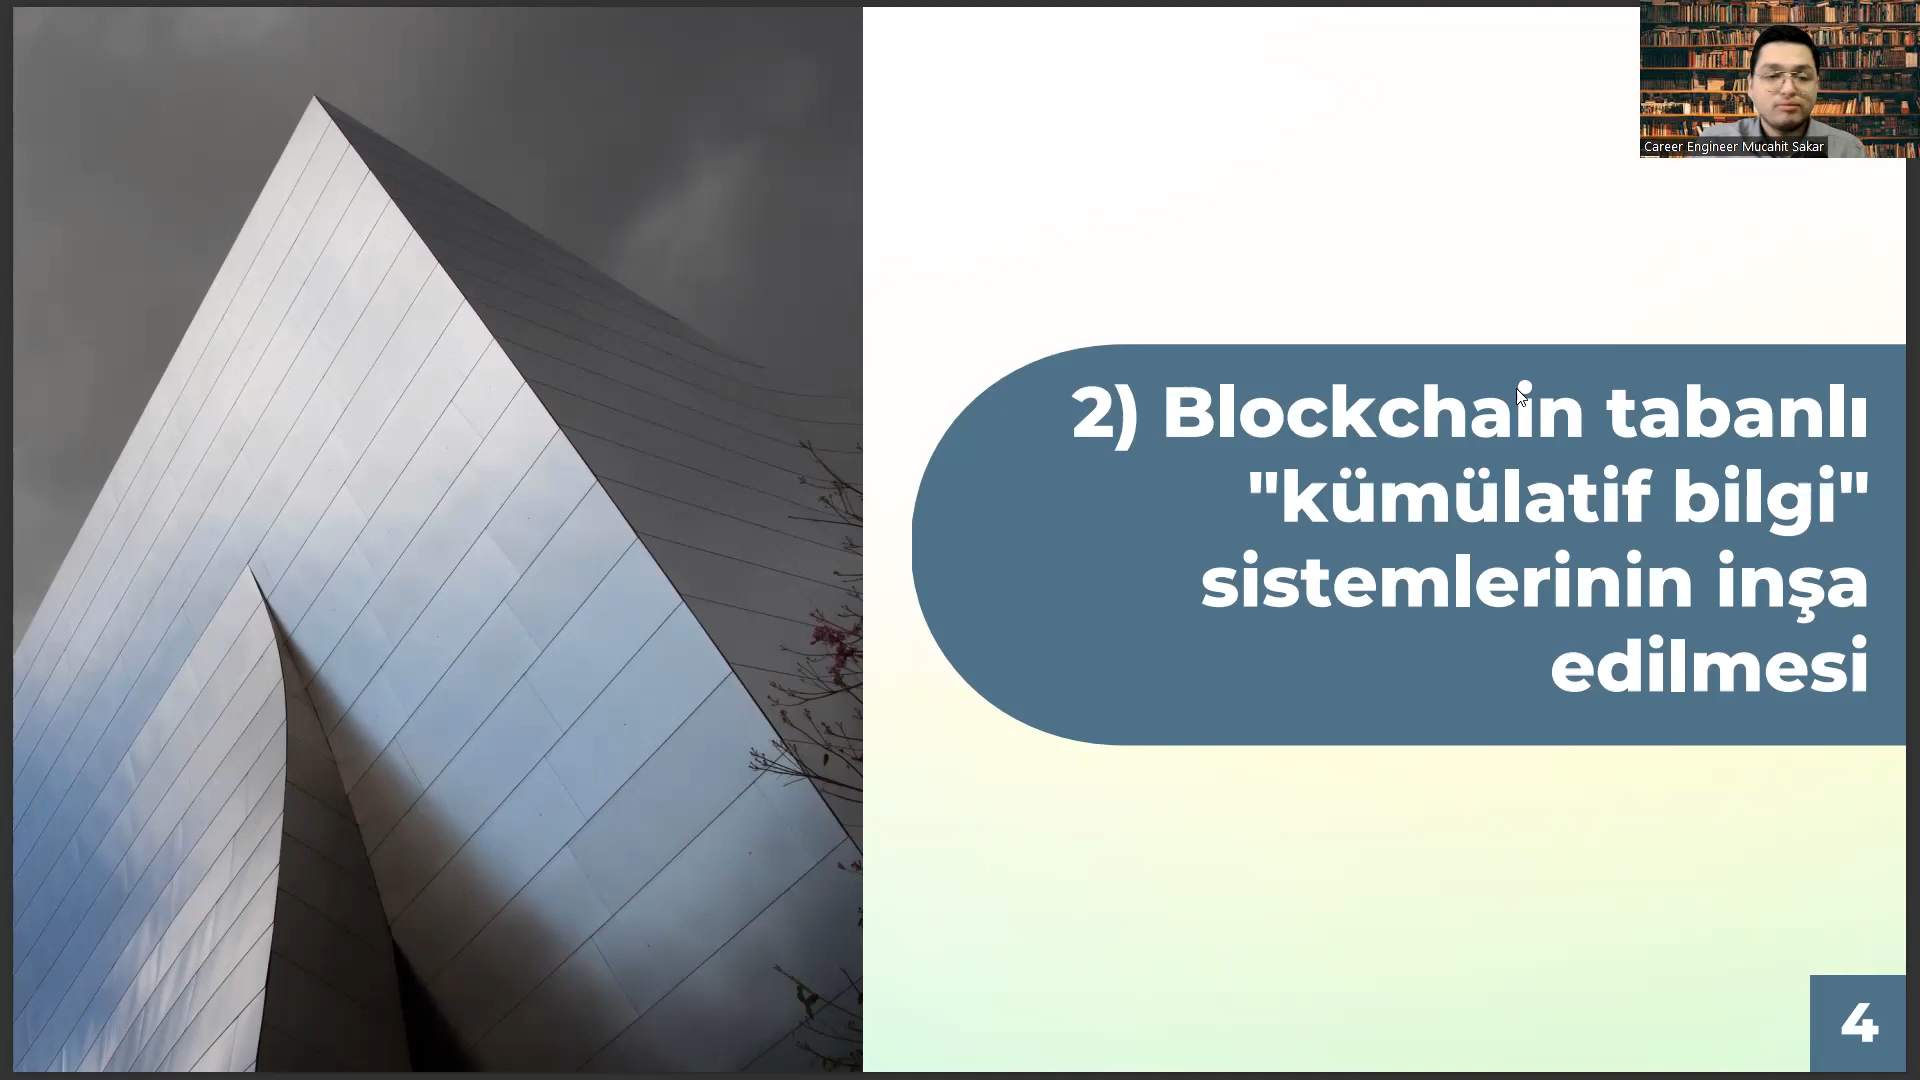 Career Engineer Mucahit Sakar
2) Blockchain tabanlı
"kümülatif bilgi"
sistemlerinin inşa
edilmesi
4